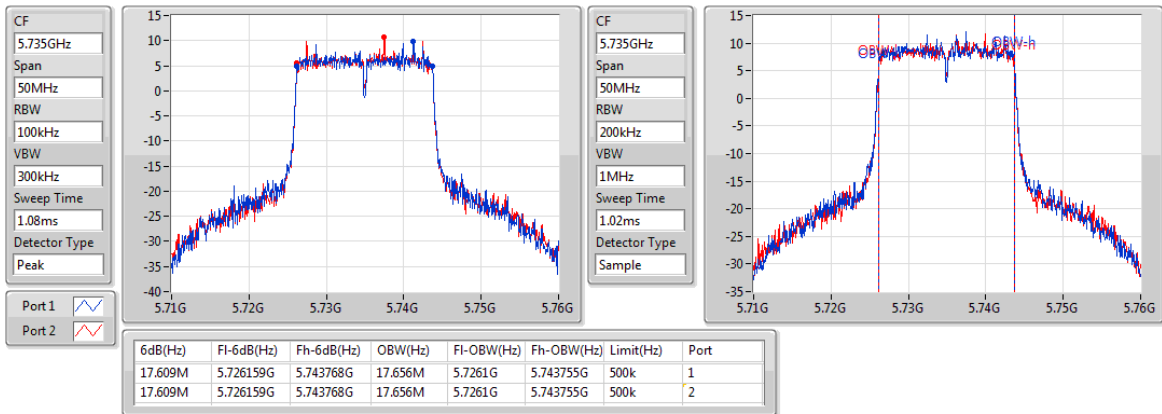 CF
5.735GHz
Span
50MHz
RBW
100kHz
VBW
300kHz
Sweep Time
1.08ms
Detector Type
Peak
Port 1
Port 2
15
10
5
0
-5
-10
-15
-20
-25
-30
-35
-40
5.71G 5.72G 5.73G 5.74G 5.75G 5.76G
CF
5.735GHz
Span
50MHz
RBW
200kHz
VBW
1MHz
Sweep Time
1.02ms
Detector Type
Sample
15
10
5
0
-5
-10
-15
-20
-25
-30
-35
OBW-h
5.71G 5.72G 5.73G 5.74G 5.75G 5.76G
6dB(Hz) Fl-6dB(Hz) Fh-6dB(Hz) OBW(Hz) Fl-OBW(Hz) Fh-OBW(Hz) Limit(Hz) Port
17.609M 5.726159G 5.743768G 17.656M 5.7261G 5.743755G 500k 1
17.609M 5.726159G 5.743768G 17.656M 5.7261G 5.743755G 500k 2